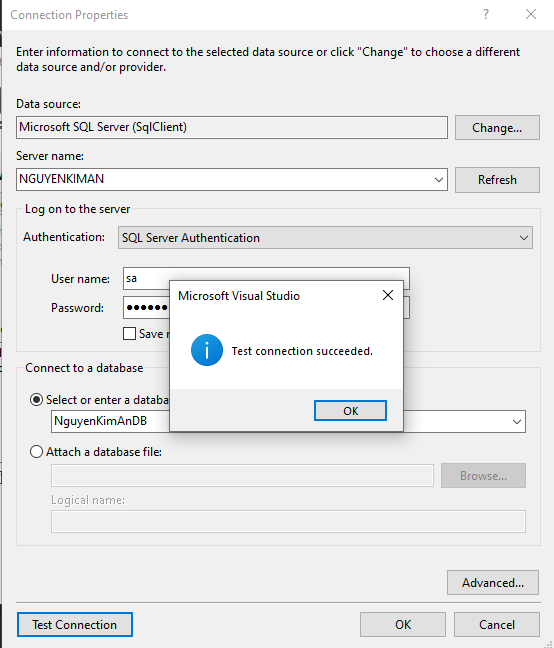 Connection Properties
?
Enter information to connect to the selected data source or click "Change" to choose a different
data source and/or provider.
Data source:
Microsoft SQL Server (SqlClient)
Change...
Server name:
NGUYENKIMAN
Refresh
Log on to the server
Authentication:
SQL Server Authentication
User name:
sa
Password:
●●●●●●
Save
Microsoft Visual Studio
Test connection succeeded.
OK
Connect to a database
Select or enter a databa
NguyenKimAnDB
Attach a database file:
Browse...
Logical name:
Advanced...
Test Connection
OK
Cancel